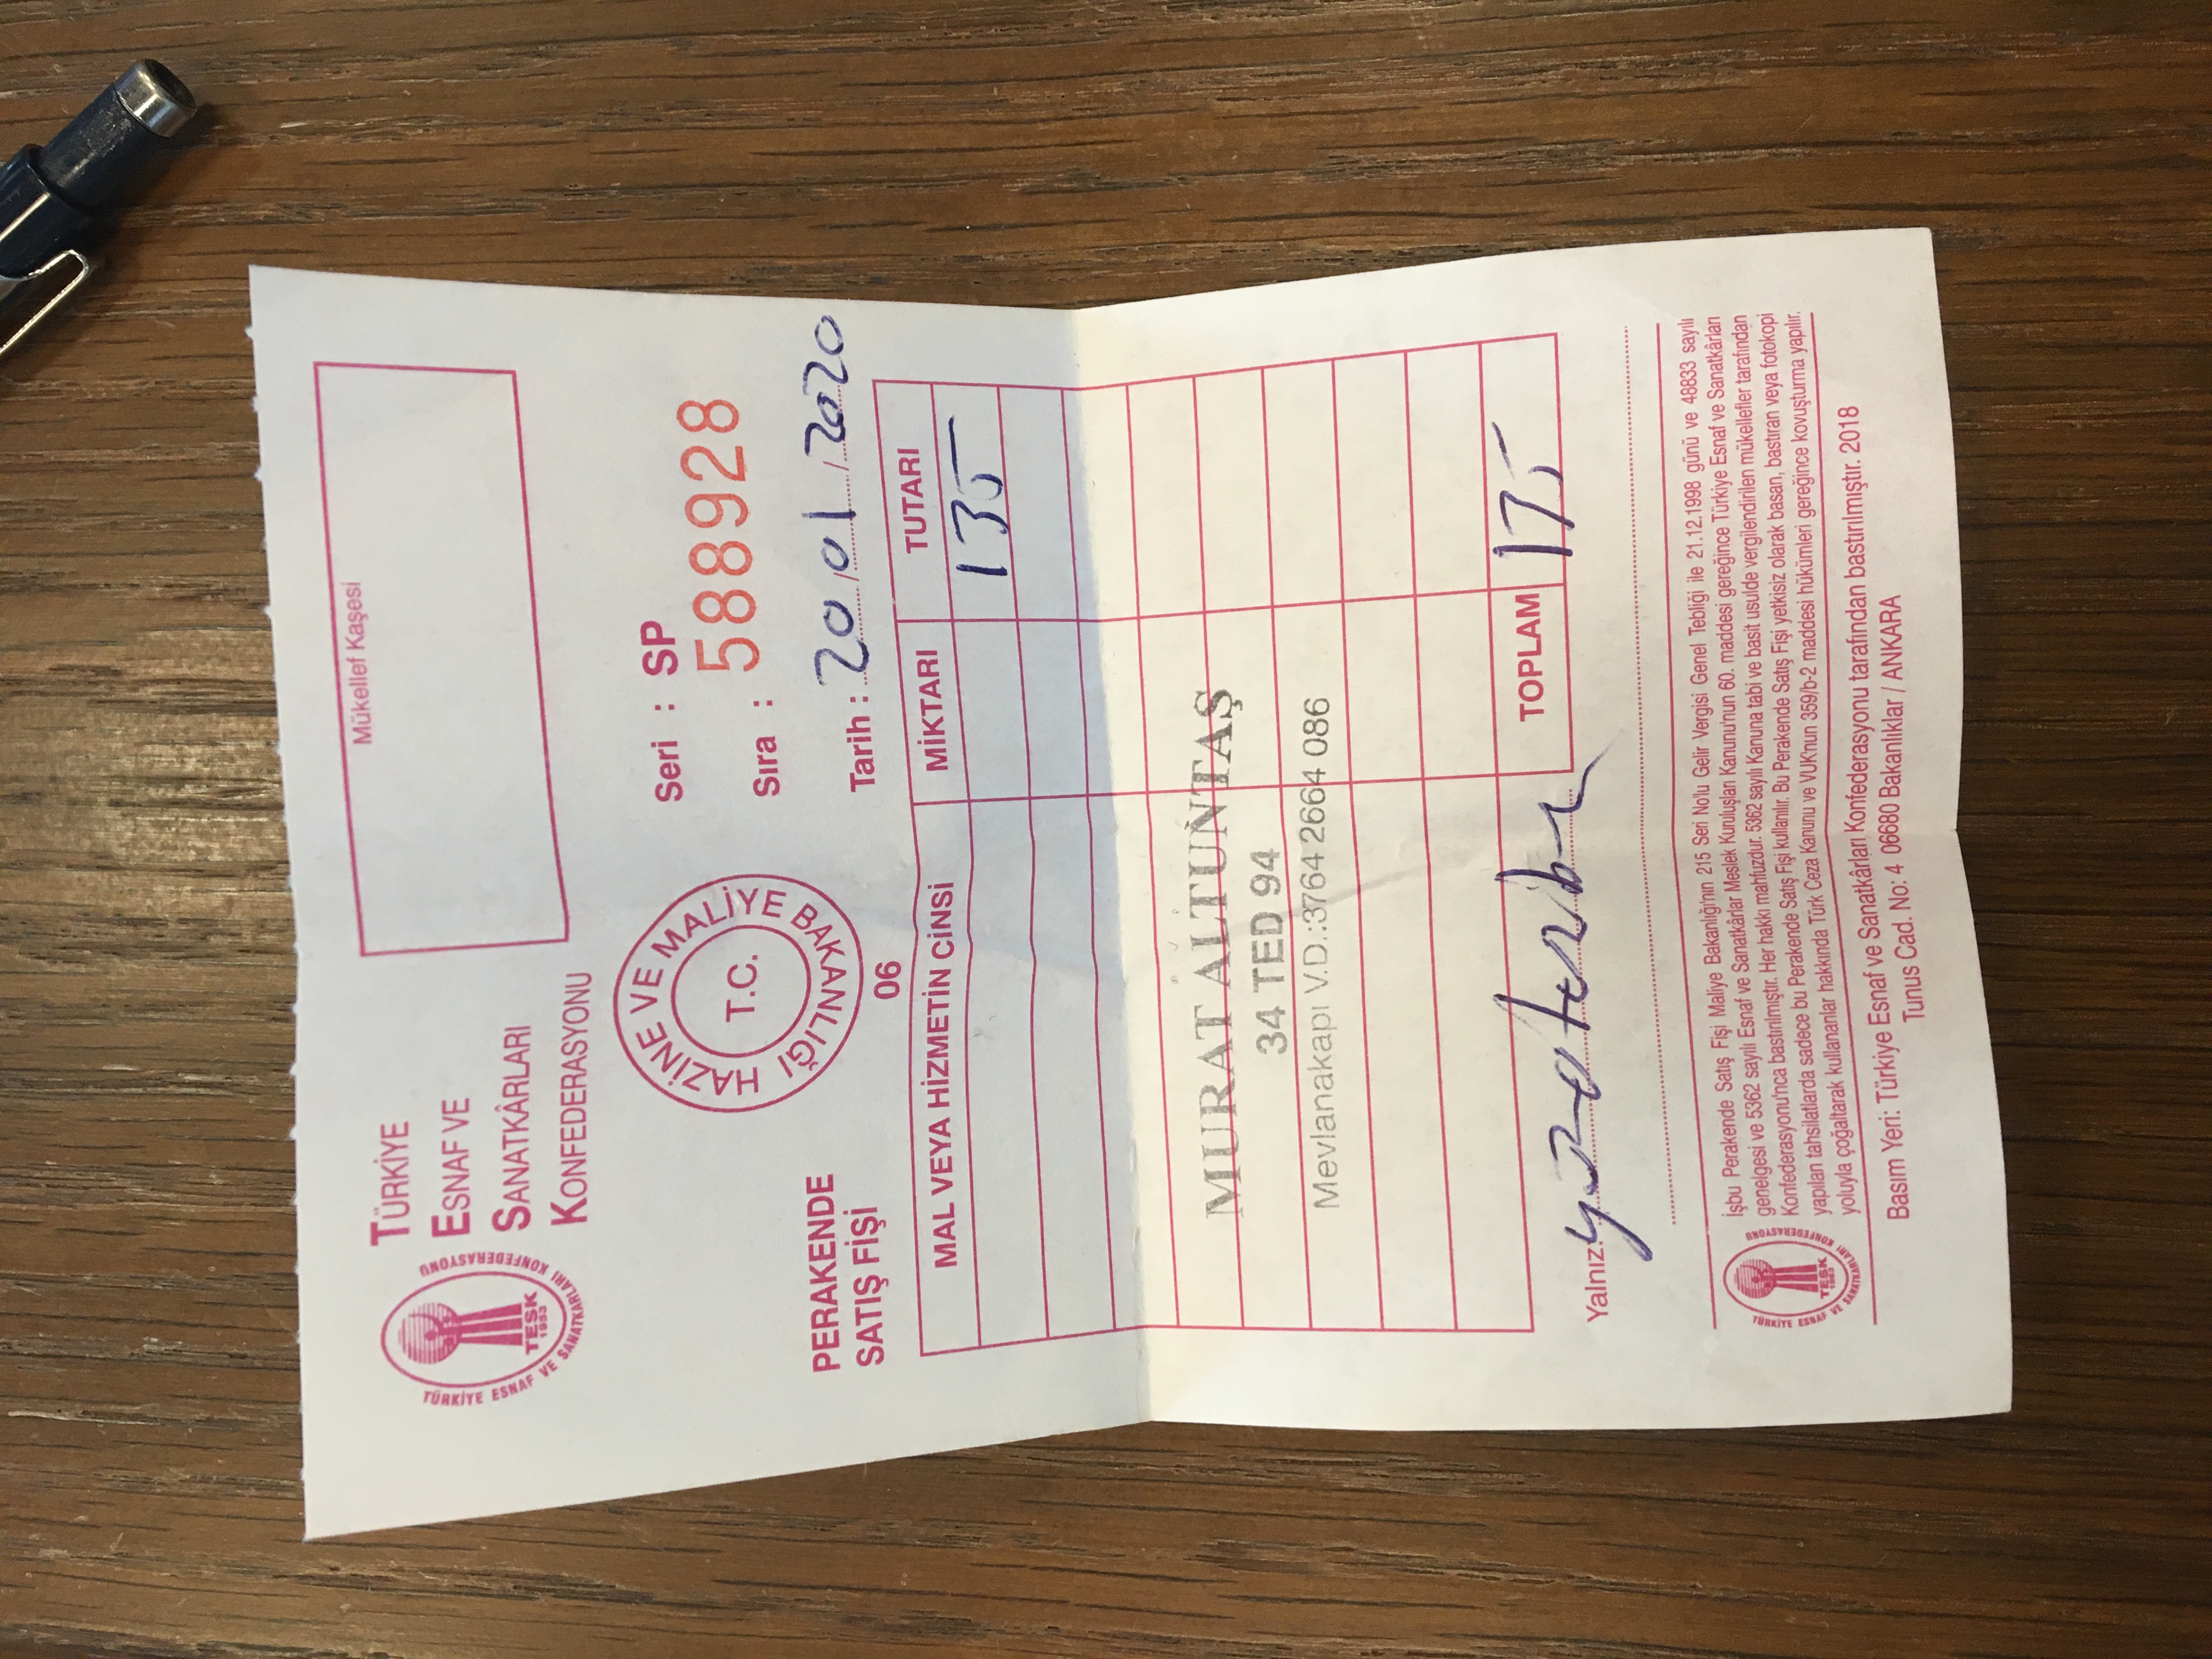 TÜRKİYE
ESNAF VE
SANATKÂRLARI
KONFEDERASYONU
TÜRKİYE ESNAF VE SANATKARLARI KONFEDERASYONU
TESK
1953
Mükellef Kaşesi
HAZİNE VE MALİYE BAKANLIĞI
T.C.
06
Seri : SP
Sıra : 588928
Tarih : 20/01/2020
PERAKENDE
SATIŞ FİŞİ
MAL VEYA HİZMETİN CİNSİ MİKTARI TUTARI
135
MURAT ALTUNTAŞ
34 TED 94
Mevlanakapı V.D.:3764 2664 086
TOPLAM
Yalnız:
İşbu Perakende Satış Fişi Maliye Bakanlığı'nın 215 Seri No'lu Gelir Vergisi Genel Tebliği ile 21.12.1998 günü ve 48833 sayılı
genelgesi ve 5362 sayılı Esnaf ve Sanatkârlar Meslek Kuruluşları Kanunu'nun 60. maddesi gereğince Türkiye Esnaf ve Sanatkârları
Konfederasyonu'nca bastırılmıştır. Her hakkı mahfuzdur. 5362 sayılı Kanuna tabi ve basit usulde vergilendirilen mükellefler tarafından
yapılan tahsilatlarda sadece bu Perakende Satış Fişi kullanılır. Bu Perakende Satış Fişi yetkisiz olarak basan, bastıran veya fotokopi
yoluyla çoğaltarak kullananlar hakkında Türk Ceza Kanunu ve VUK'nun 359/b-2 maddesi hükümleri gereğince kovuşturma yapılır.
TÜRKİYE ESNAF VE SANATKARLARI KONFEDERASYONU
TESK
1953
Basım Yeri: Türkiye Esnaf ve Sanatkârları Konfederasyonu tarafından bastırılmıştır. 2018
Tunus Cad. No: 4 06680 Bakanlıklar / ANKARA